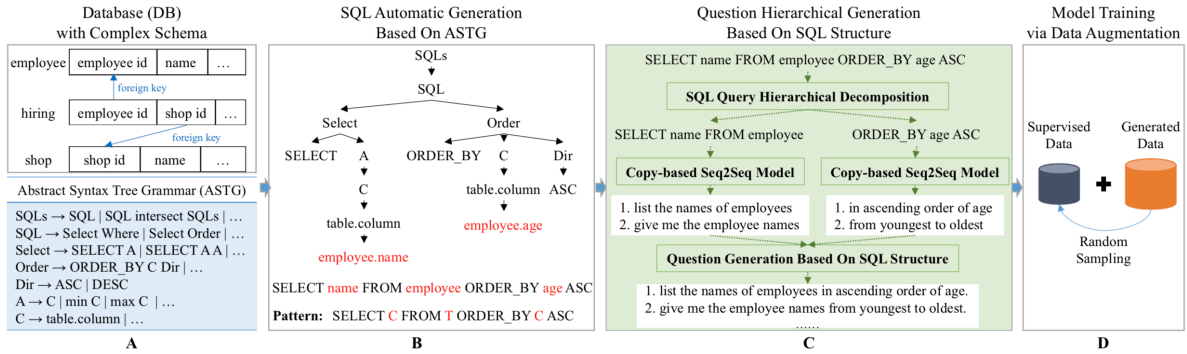 Database (DB)
with Complex Schema
employee employee id name …
foreign key
hiring employee id shop id
foreign key
shop shop id name …
Abstract Syntax Tree Grammar (ASTG)
SQLs → SQL | SQL intersect SQLs | …
SQL → Select Where | Select Order | …
Select → SELECT A | SELECT A A | …
Order → ORDER_BY C Dir | …
Dir → ASC | DESC
A → C | min C | max C | …
C → table.column | …
A
SQL Automatic Generation
Based On ASTG
SQLs
SQL
Select Order
SELECT A ORDER_BY C Dir
C table.column ASC
table.column employee.age
employee.name
SELECT name FROM employee ORDER_BY age ASC
Pattern: SELECT C FROM T ORDER_BY C ASC
B
Question Hierarchical Generation
Based On SQL Structure
SELECT name FROM employee ORDER_BY age ASC
SQL Query Hierarchical Decomposition
SELECT name FROM employee ORDER_BY age ASC
Copy-based Seq2Seq Model Copy-based Seq2Seq Model
1. list the names of employees
2. give me the employee names
1. in ascending order of age
2. from youngest to oldest
Question Generation Based On SQL Structure
1. list the names of employees in ascending order of age.
2. give me the employee names from youngest to oldest.
……
C
Model Training
via Data Augmentation
Supervised
Data
Generated
Data
Random
Sampling
D